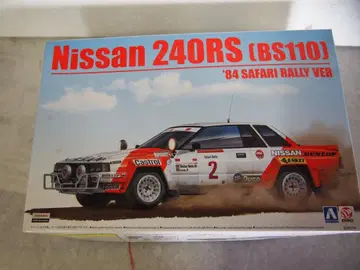 Nissan 240RS (BS110)
'84 SAFARI RALLY VER
Castrol
2
NISSAN
DUNLOP